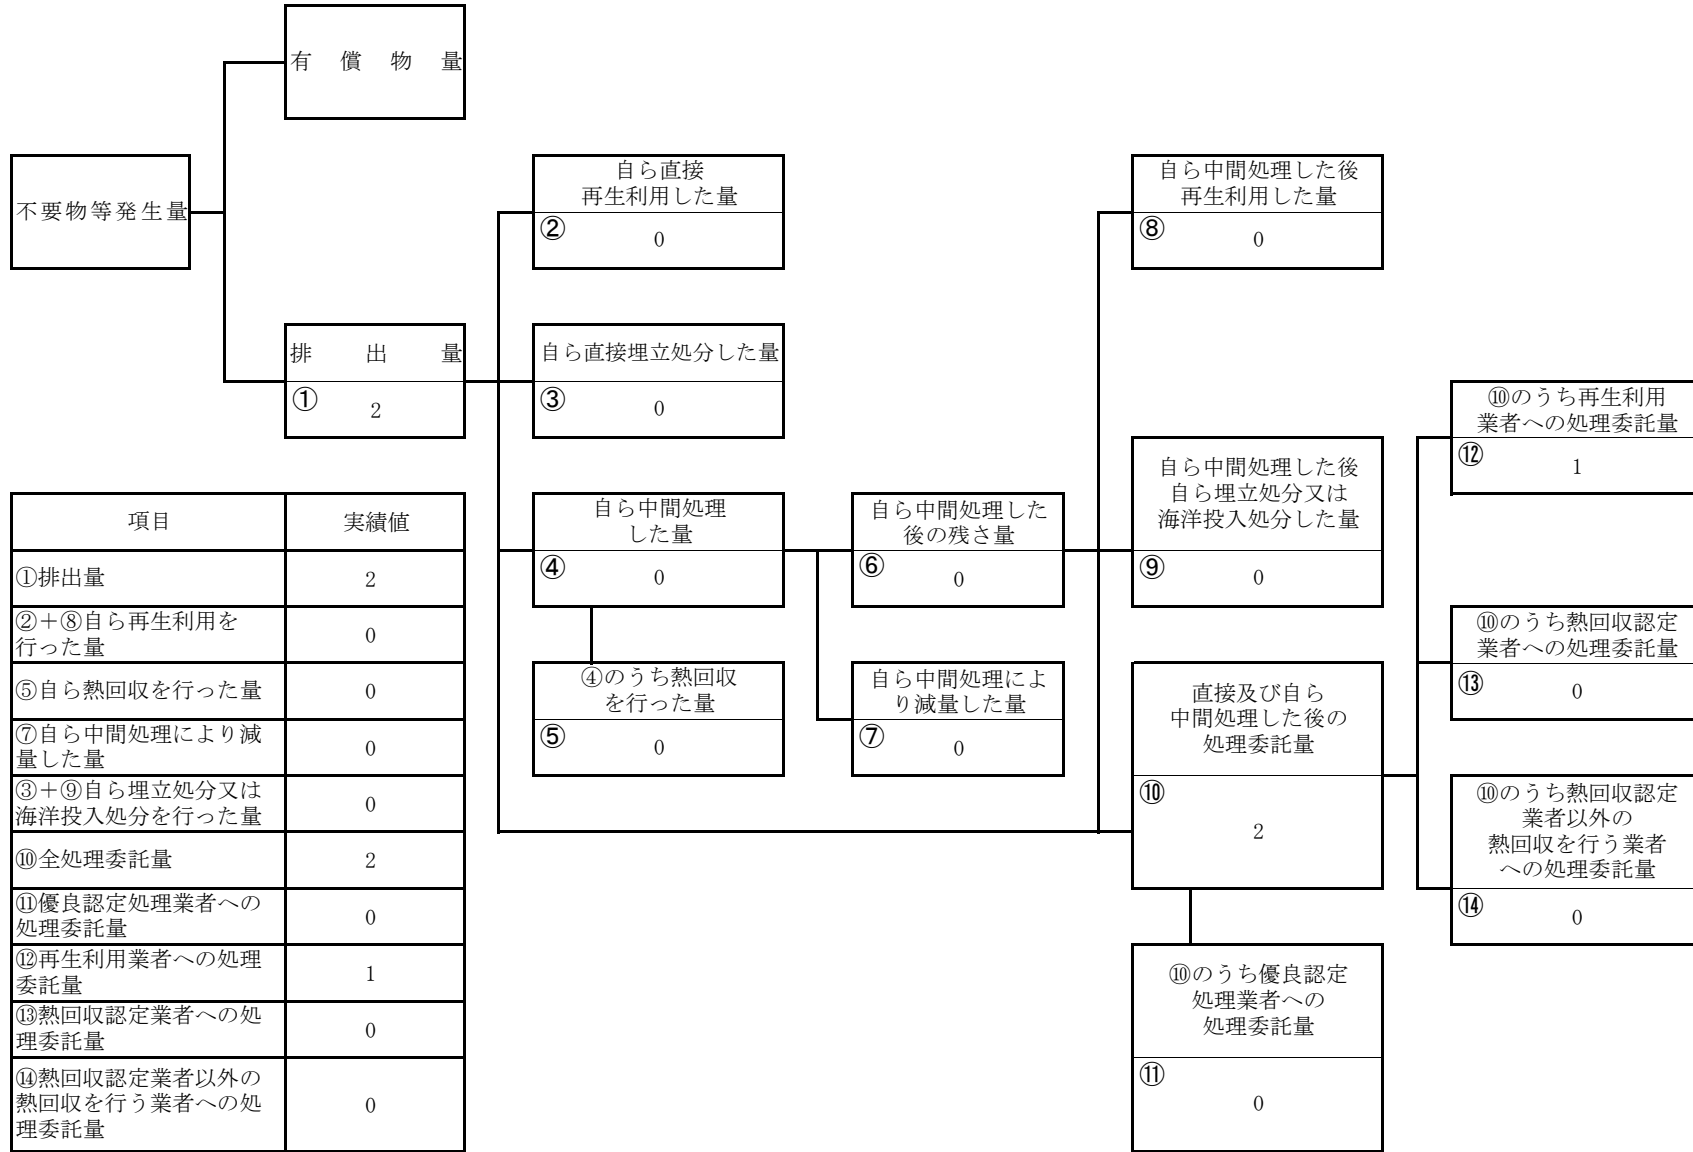 有償物量
不要物等発生量
排出量
①
2
自ら直接
再生利用した量
②
0
自ら直接埋立処分した量
③
0
自ら中間処理
した量
④
0
④のうち熱回収
を行った量
⑤
0
自ら中間処理した
後の残さ量
⑥
0
自ら中間処理によ
り減量した量
⑦
0
自ら中間処理した後
再生利用した量
⑧
0
自ら中間処理した後
自ら埋立処分又は
海洋投入処分した量
⑨
0
直接及び自ら
中間処理した後の
処理委託量
⑩
2
⑩のうち優良認定
処理業者への
処理委託量
⑪
0
⑩のうち再生利用
業者への処理委託量
⑫
1
⑩のうち熱回収認定
業者への処理委託量
⑬
0
⑩のうち熱回収認定
業者以外の
熱回収を行う業者
への処理委託量
⑭
0
項目 実績値
①排出量 2
②+⑧自ら再生利用を
行った量 0
⑤自ら熱回収を行った量 0
⑦自ら中間処理により減
量した量 0
③+⑨自ら埋立処分又は
海洋投入処分を行った量 0
⑩全処理委託量 2
⑪優良認定処理業者への
処理委託量 0
⑫再生利用業者への処理
委託量 1
⑬熱回収認定業者への処
理委託量 0
⑭熱回収認定業者以外の
熱回収を行う業者への処
理委託量 0